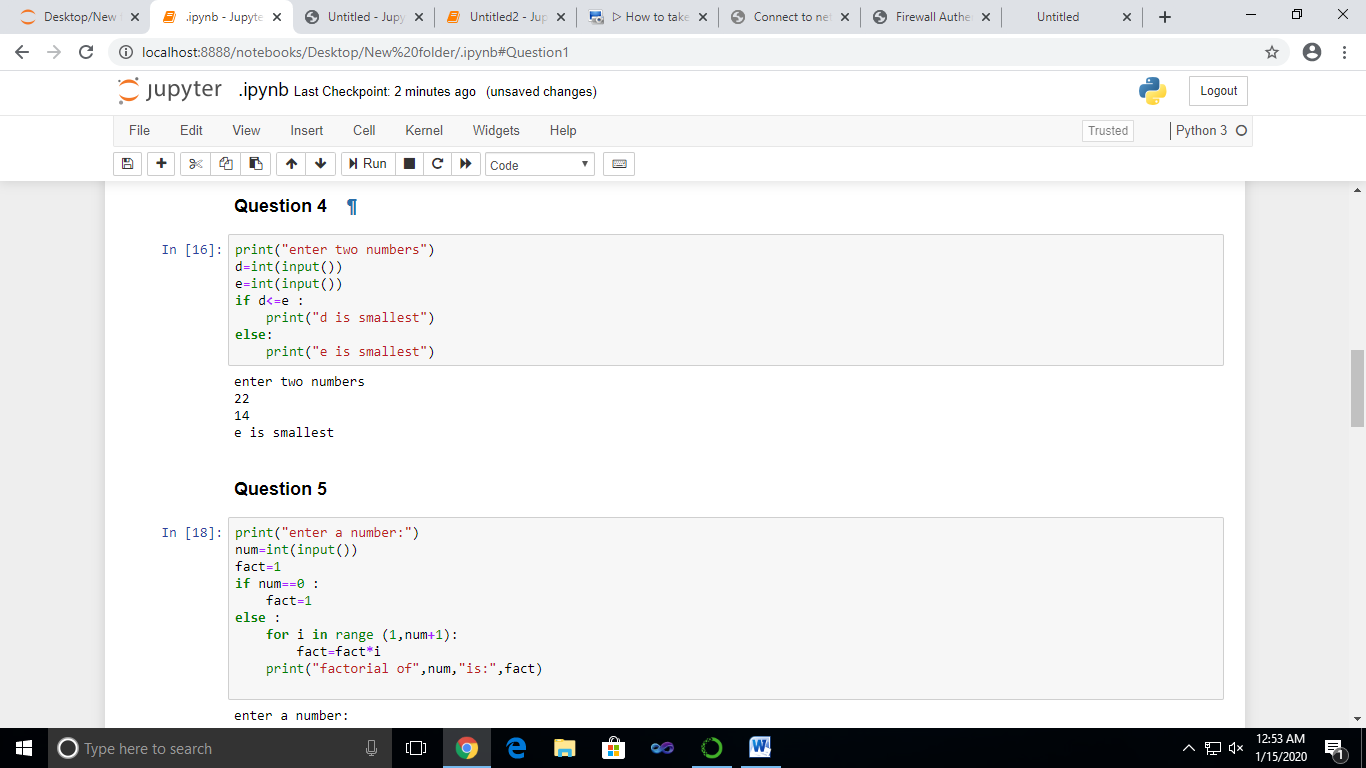 Desktop/New
.ipynb - Jupyte
Untitled - Jupy
Untitled2 - Jup
▷ How to take
Connect to net
Firewall Authe
Untitled
localhost:8888/notebooks/Desktop/New%20folder/.ipynb#Question1
jupyter .ipynb Last Checkpoint: 2 minutes ago (unsaved changes)
Logout
File Edit View Insert Cell Kernel Widgets Help
Trusted
Python 3
Run
Code
Question 4 ¶
In [16]:
print("enter two numbers")
d=int(input())
e=int(input())
if d<=e :
    print("d is smallest")
else:
    print("e is smallest")
enter two numbers
22
14
e is smallest
Question 5
In [18]:
print("enter a number:")
num=int(input())
fact=1
if num==0 :
    fact=1
else :
    for i in range (1,num+1):
        fact=fact*i
    print("factorial of",num,"is:",fact)
enter a number:
Type here to search
12:53 AM
1/15/2020
1